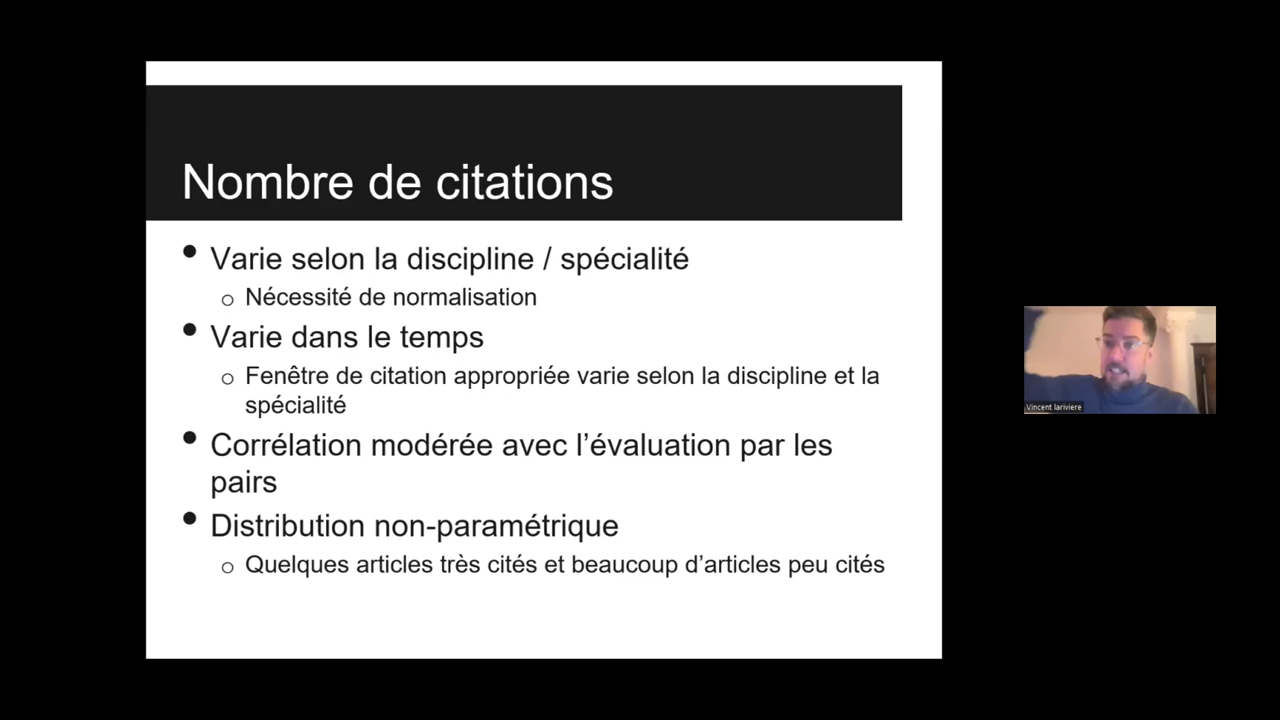 Nombre de citations
• Varie selon la discipline / spécialité
o Nécessité de normalisation
• Varie dans le temps
o Fenêtre de citation appropriée varie selon la discipline et la
spécialité
• Corrélation modérée avec l’évaluation par les
pairs
• Distribution non-paramétrique
o Quelques articles très cités et beaucoup d’articles peu cités
Vincent lariviere